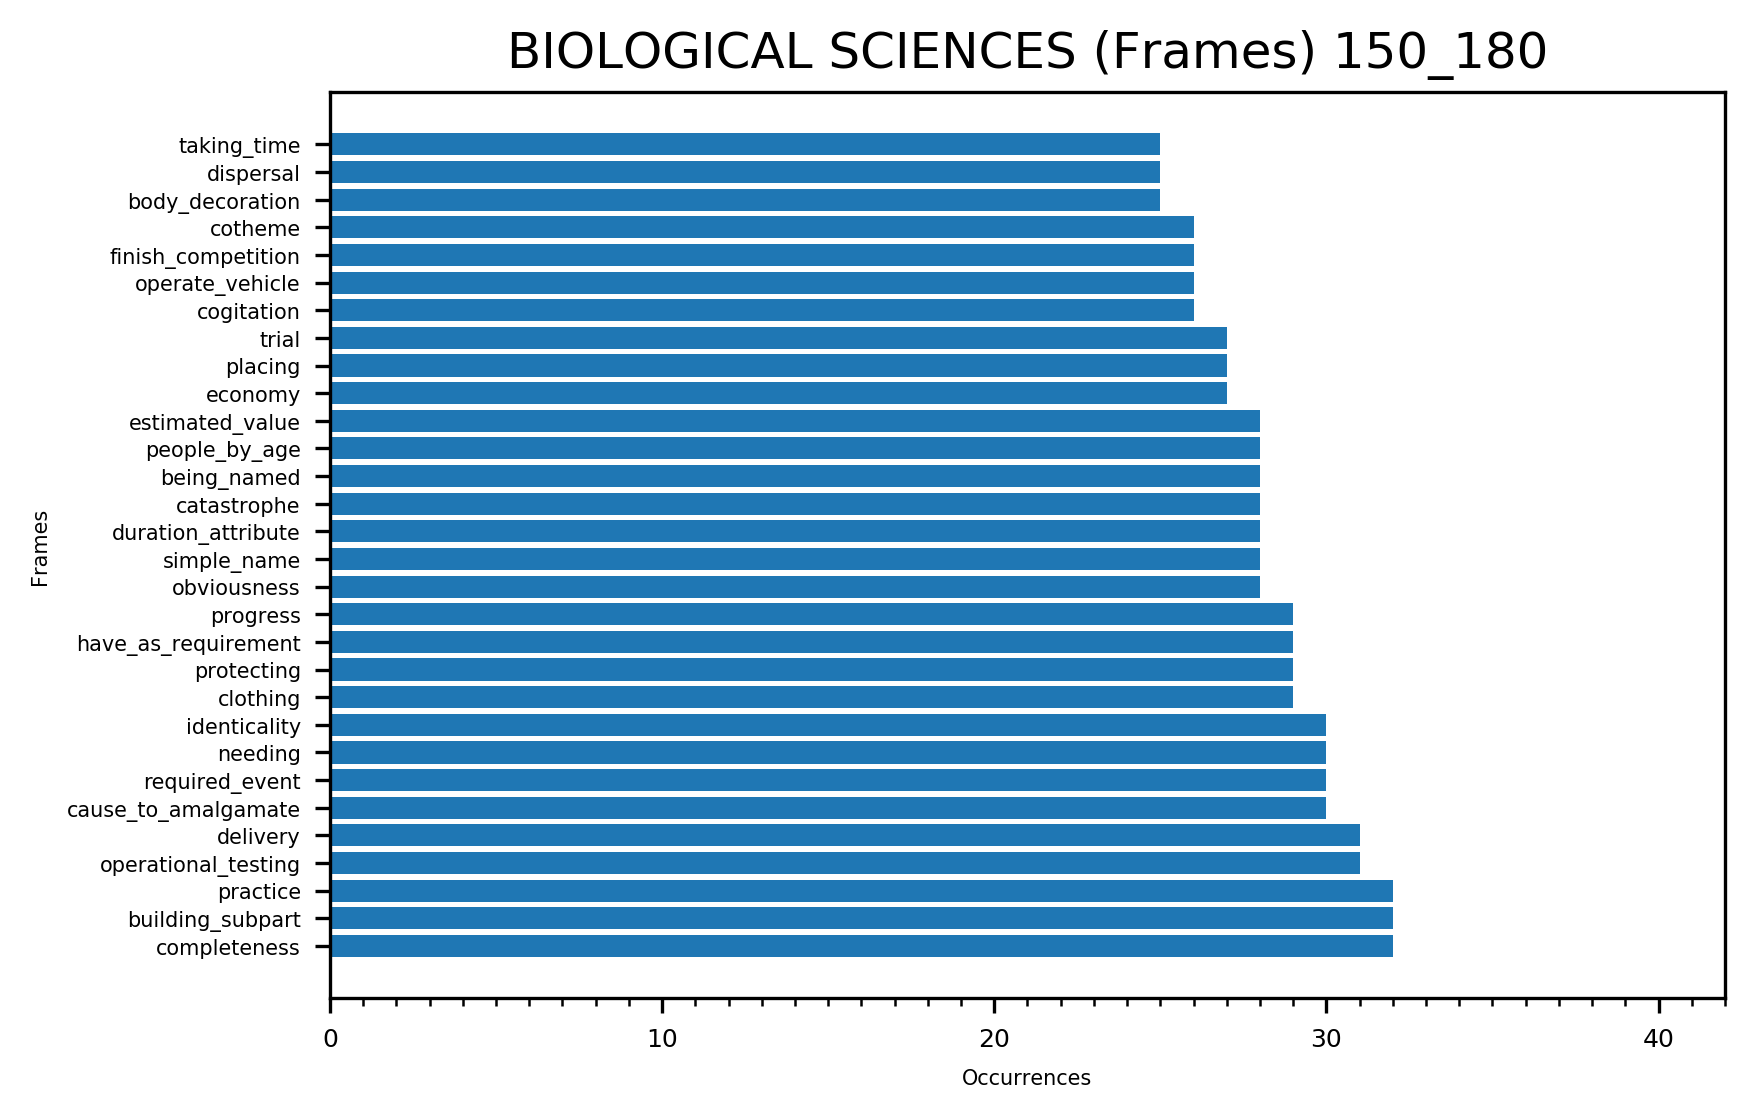 BIOLOGICAL SCIENCES (Frames) 150_180
taking_time
dispersal
body_decoration
cotheme
finish_competition
operate_vehicle
cogitation
trial
placing
economy
estimated_value
people_by_age
being_named
catastrophe
duration_attribute
simple_name
obviousness
progress
have_as_requirement
protecting
clothing
identicality
needing
required_event
cause_to_amalgamate
delivery
operational_testing
practice
building_subpart
completeness
Frames
0 10 20 30 40
Occurrences